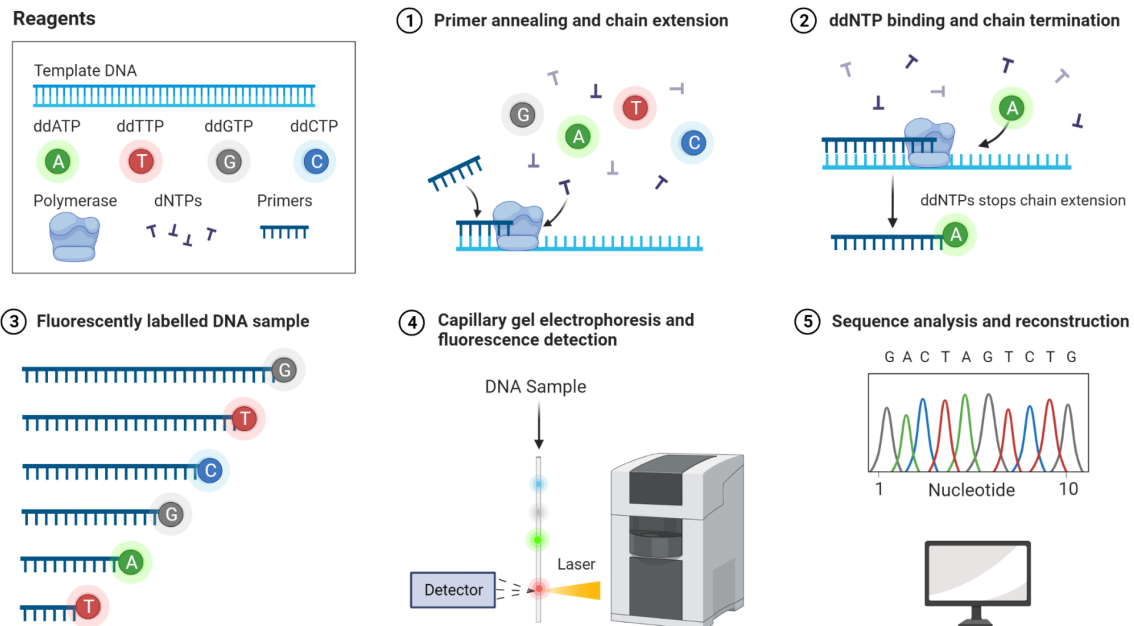 Reagents
Template DNA
ddATP ddTTP ddGTP ddCTP
A T G C
Polymerase dNTPs Primers
1 Primer annealing and chain extension
G A T C
2 ddNTP binding and chain termination
A
ddNTPs stops chain extension
A
3 Fluorescently labelled DNA sample
G
T
C
G
A
T
4 Capillary gel electrophoresis and
fluorescence detection
DNA Sample
Laser
Detector
5 Sequence analysis and reconstruction
G A C T A G T C T G
1 Nucleotide 10